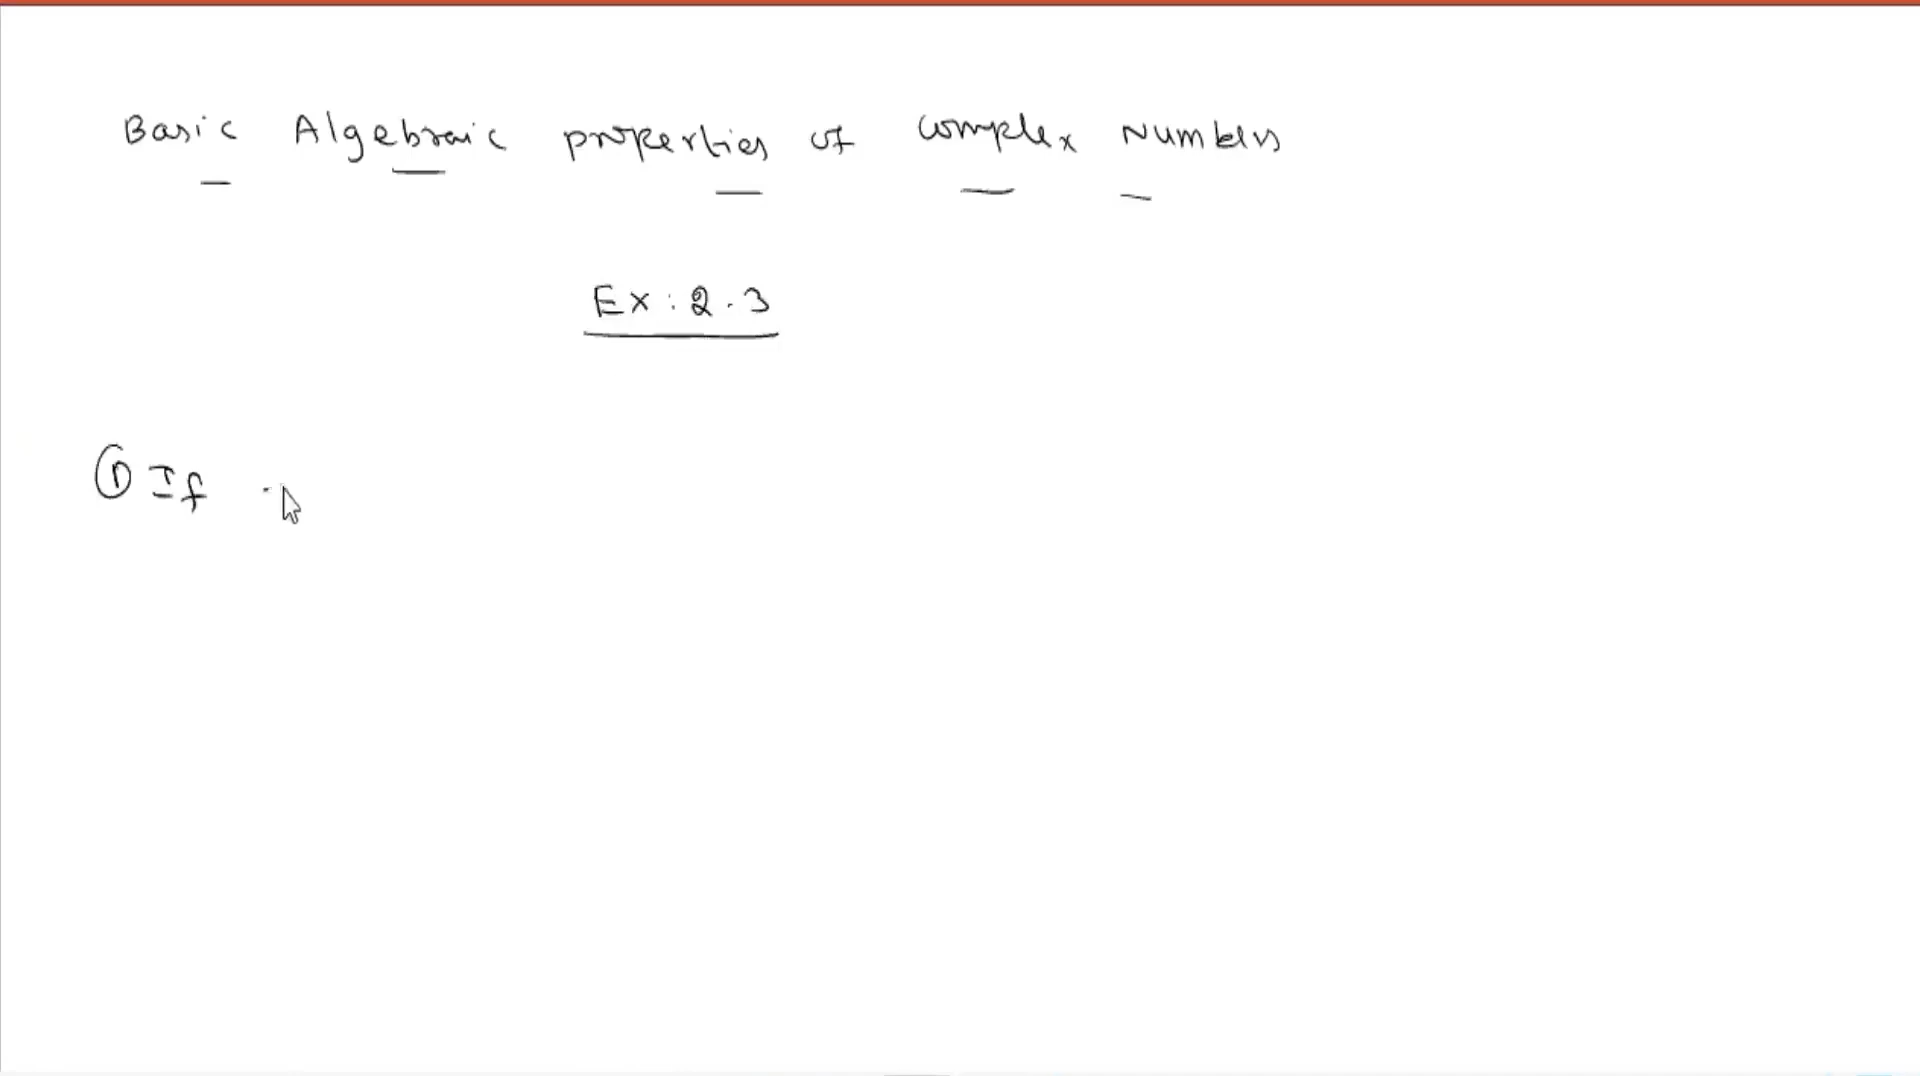 Basic Algebraic properties of complex Numbers
Ex: 2.3
① If